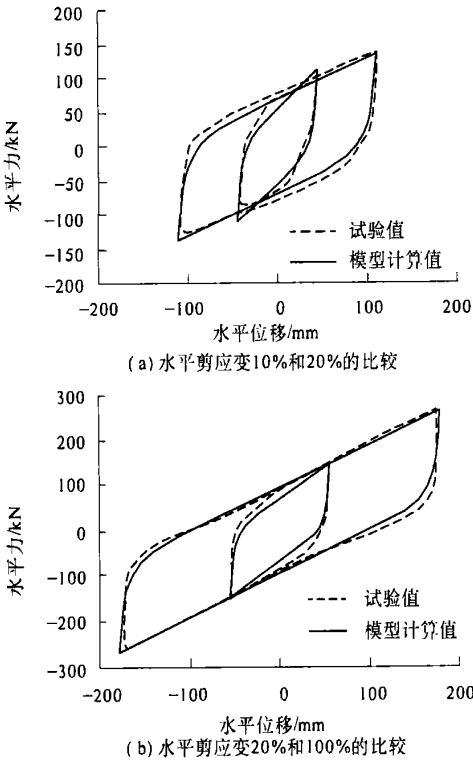 200
150
100
50
0
−50
−100
−150
−200
水平力/kN
试验值
模型计算值
−200 −100 0 100 200
水平位移/mm
(a)水平剪应变10%和20%的比较
300
200
100
0
−100
−200
−300
水平力/kN
试验值
模型计算值
−200 −100 0 100 200
水平位移/mm
(b)水平剪应变20%和100%的比较